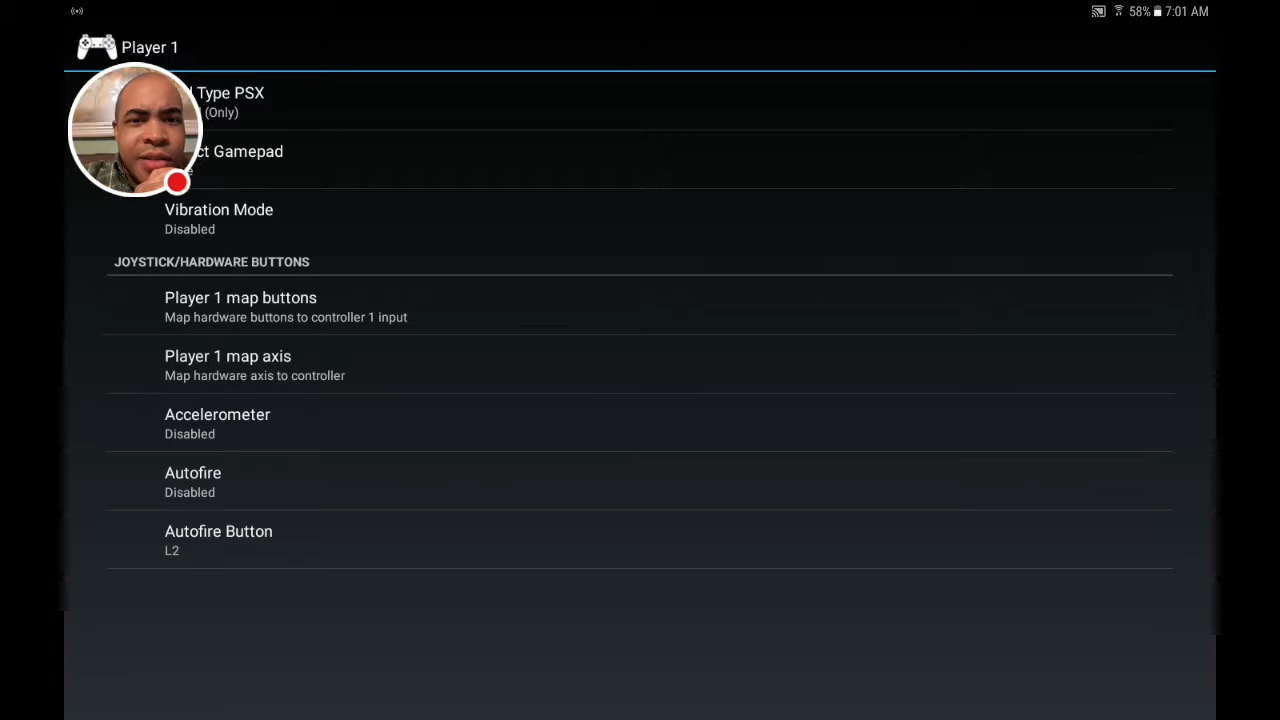 58% 7:01 AM
Player 1
Type PSX
(Only)
Gamepad
Vibration Mode
Disabled
JOYSTICK/HARDWARE BUTTONS
Player 1 map buttons
Map hardware buttons to controller 1 input
Player 1 map axis
Map hardware axis to controller
Accelerometer
Disabled
Autofire
Disabled
Autofire Button
L2